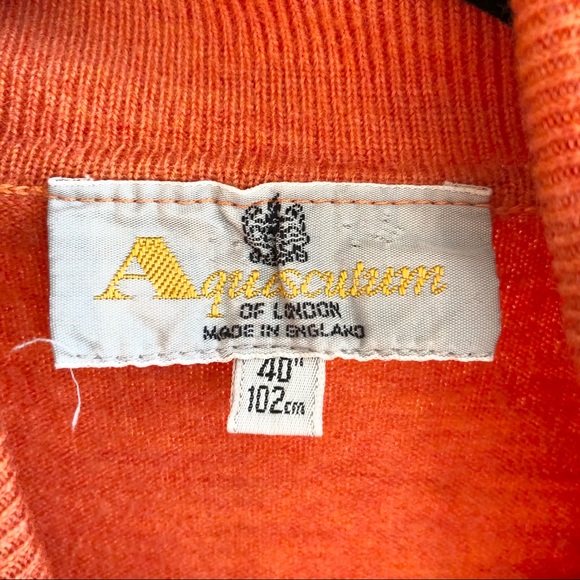 Aquascutum
OF LONDON
MADE IN ENGLAND
40"
102cm